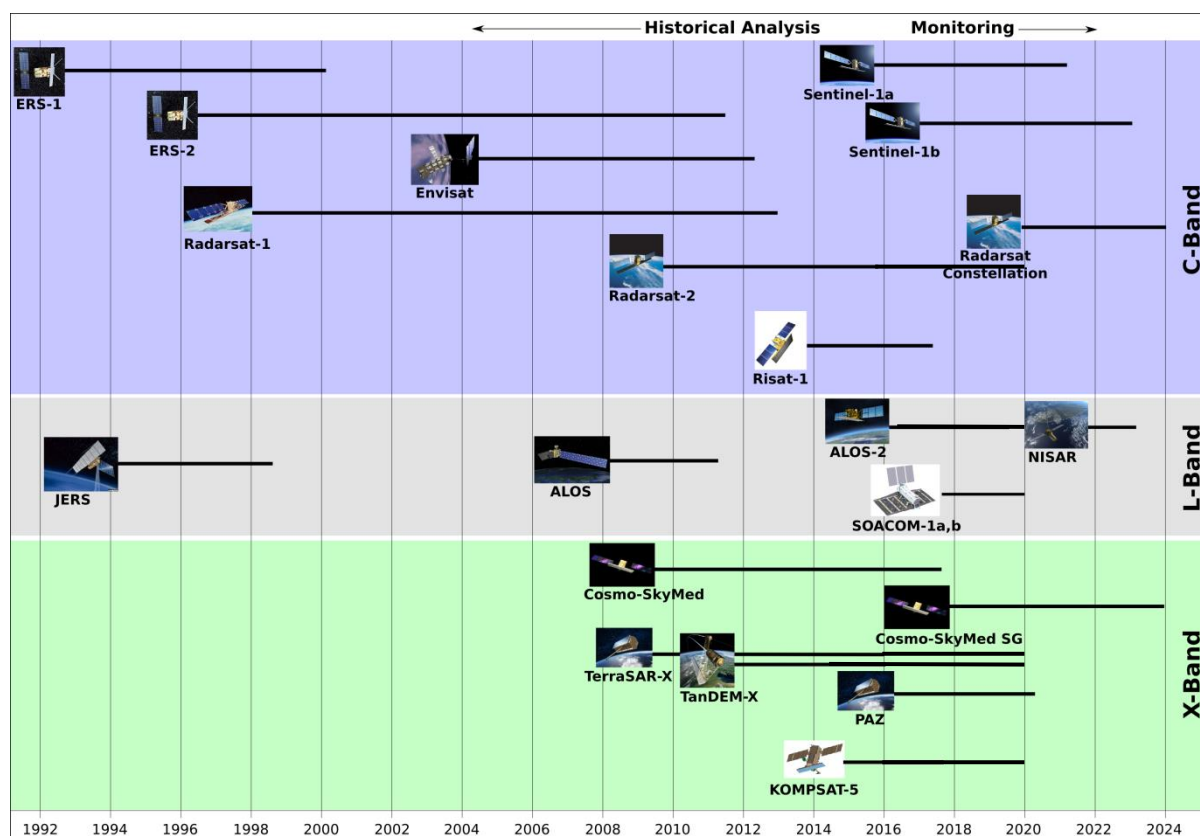 Historical Analysis
Monitoring
ERS-1
Sentinel-1a
ERS-2
Sentinel-1b
Envisat
Radarsat-1
Radarsat
Constellation
Radarsat-2
Risat-1
C-Band
ALOS-2
NISAR
JERS
ALOS
SOACOM-1a,b
L-Band
Cosmo-SkyMed
Cosmo-SkyMed SG
TerraSAR-X
TanDEM-X
PAZ
KOMPSAT-5
X-Band
1992 1994 1996 1998 2000 2002 2004 2006 2008 2010 2012 2014 2016 2018 2020 2022 2024